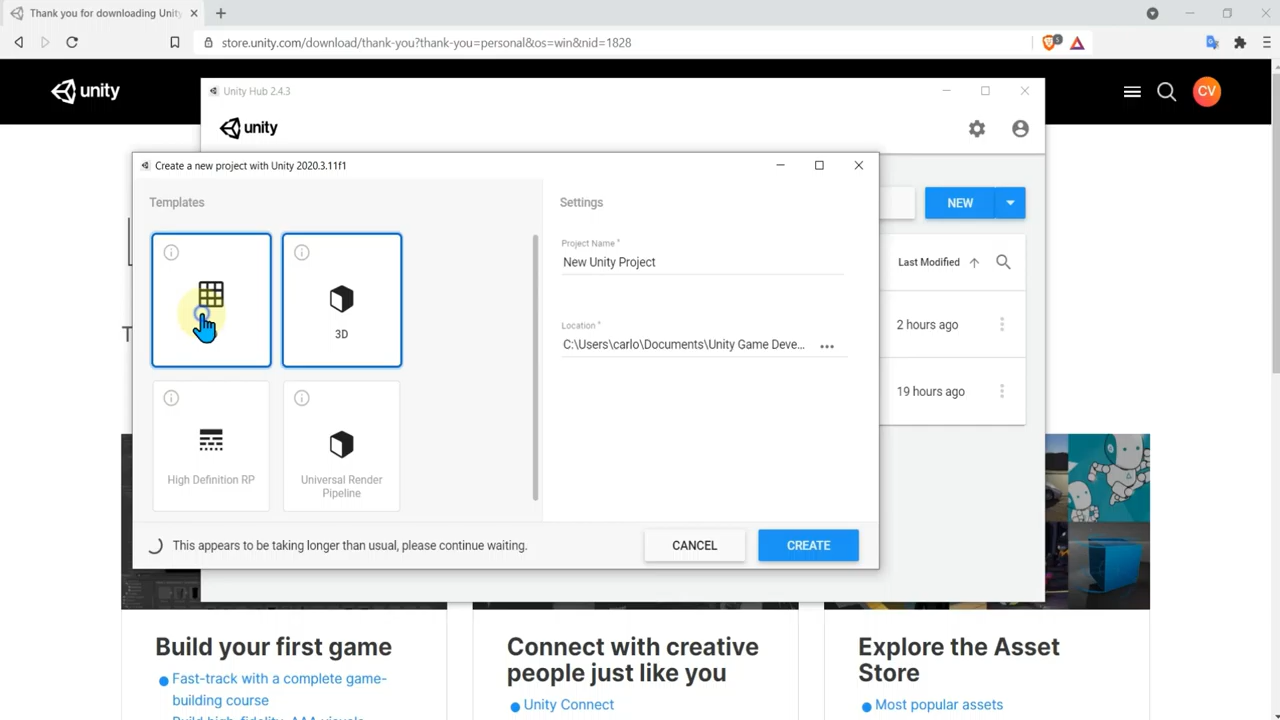 Thank you for downloading Unity
store.unity.com/download/thank-you?thank-you=personal&os=win&nid=1828
5
unity
CV
Unity Hub 2.4.3
unity
Create a new project with Unity 2020.3.11f1
NEW
Templates
Settings
Project Name *
New Unity Project
Last Modified
3D
Location *
C:\Users\carlo\Documents\Unity Game Deve...
2 hours ago
19 hours ago
High Definition RP
Universal Render
Pipeline
This appears to be taking longer than usual, please continue waiting.
CANCEL
CREATE
Build your first game
Fast-track with a complete game-
building course
Connect with creative
people just like you
Unity Connect
Explore the Asset
Store
Most popular assets